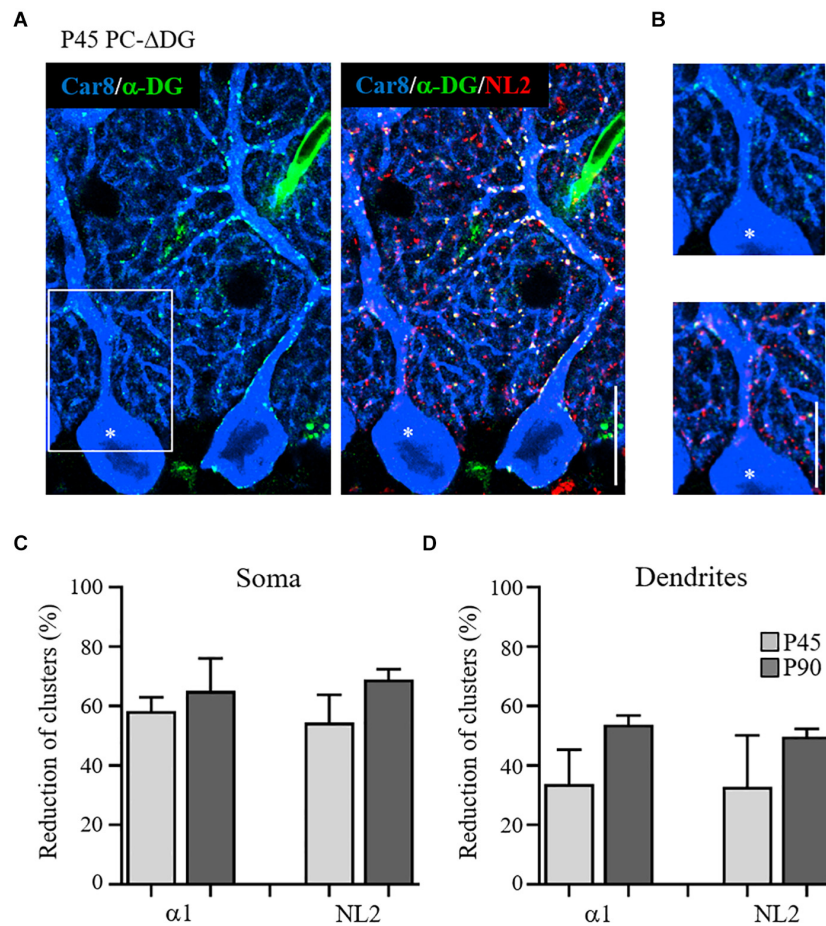 A
B
P45 PC-ΔDG
Car8/α-DG
Car8/α-DG/NL2
*
*
*
*
C
D
Soma
Dendrites
Reduction of clusters (%)
100
80
60
40
20
0
α1
NL2
Reduction of clusters (%)
100
80
60
40
20
0
P45
P90
α1
NL2